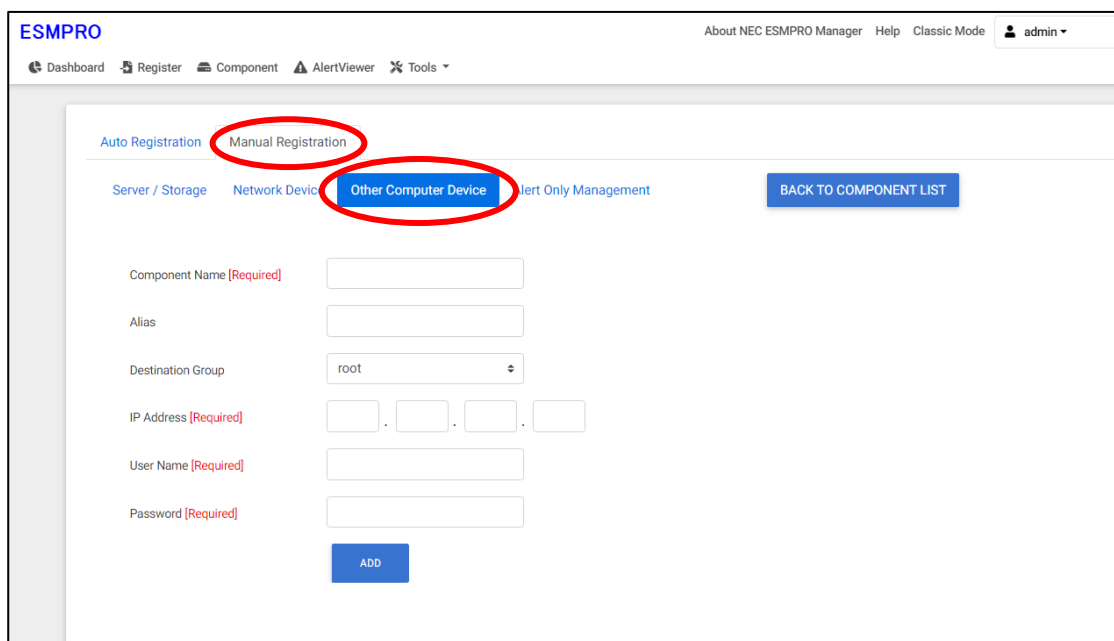 ESMPRO
About NEC ESMPRO Manager Help Classic Mode admin
Dashboard Register Component AlertViewer Tools
Auto Registration Manual Registration
Server / Storage Network Devic Other Computer Device lert Only Management BACK TO COMPONENT LIST
Component Name [Required]
Alias
Destination Group root
IP Address [Required] . . .
User Name [Required]
Password [Required]
ADD